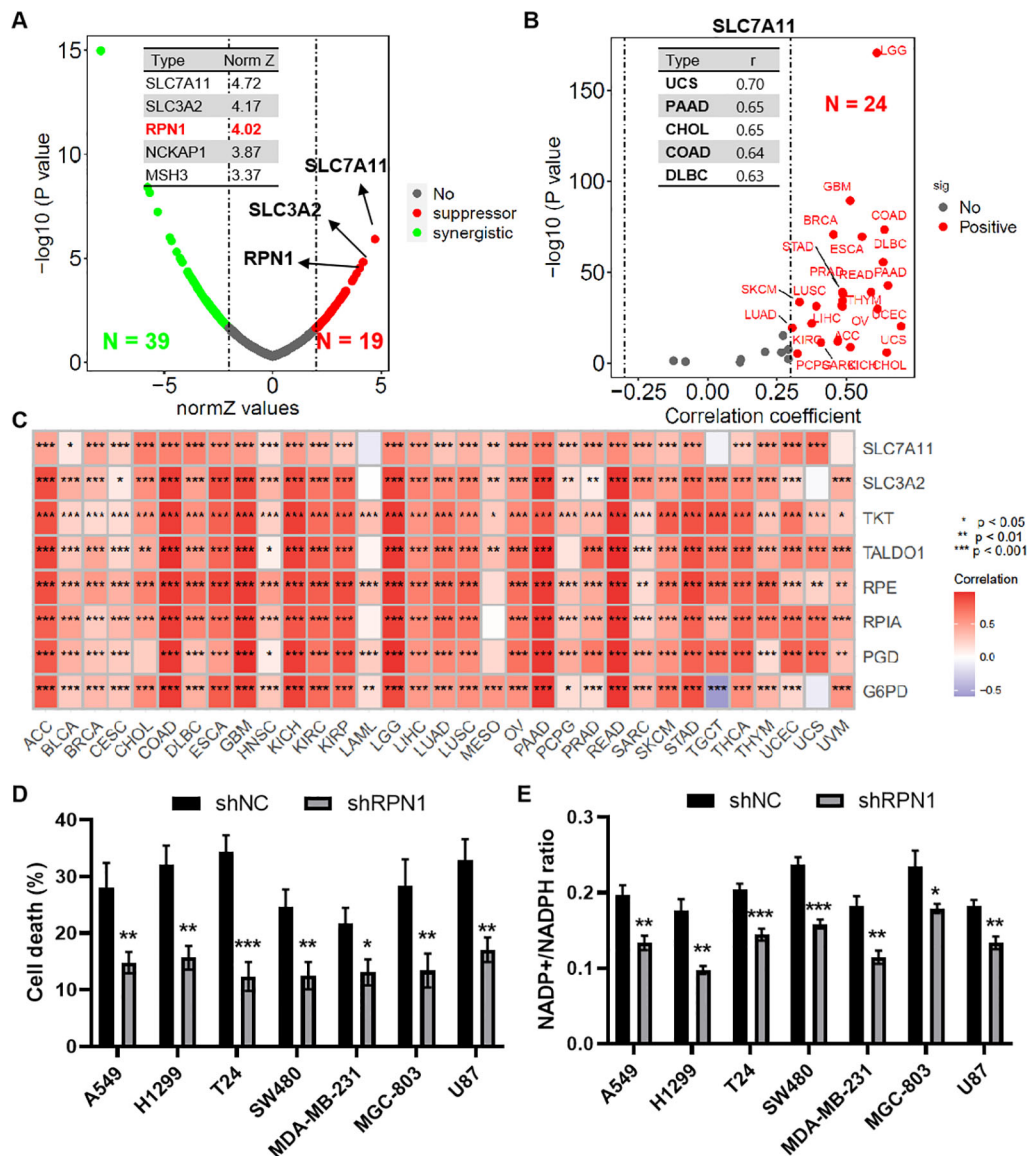 A
15
10
5
0
−log10 (P value)
Type Norm Z
SLC7A11 4.72
SLC3A2 4.17
RPN1 4.02
NCKAP1 3.87
MSH3 3.37
SLC7A11
SLC3A2
RPN1
N = 39
N = 19
No
suppressor
synergistic
−5 0 5
normZ values
B
SLC7A11
150
100
50
0
−log10 (P value)
Type r
UCS 0.70
PAAD 0.65
CHOL 0.65
COAD 0.64
DLBC 0.63
LGG
N = 24
GBM
BRCA
COAD
STAD
ESCA
DLBC
PRAD
READ
PAAD
SKCM
LUSC
THYM
LUAD
LIHC
OV
UCEC
KIRC
ACC
UCS
PCPG
SARC
KICH
CHOL
sig
No
Positive
0.00 0.25 0.50
Correlation coefficient
C
SLC7A11
SLC3A2
TKT
TALDO1
RPE
RPIA
PGD
G6PD
* p < 0.05
** p < 0.01
*** p < 0.001
Correlation
0.5
0.0
−0.5
ACC BLCA BRCA CESC CHOL COAD DLBC ESCA GBM HNSC KICH KIRC KIRP LAML LGG LIHC LUAD LUSC MESO OV PAAD PCPG PRAD READ SARC SKCM STAD TGCT THCA THYM UCEC UCS UVM
D
shNC shRPN1
Cell death (%)
40
30
20
10
0
** ** *** ** * ** **
A549 H1299 T24 SW480 MDA-MB-231 MGC-803 U87
E
shNC shRPN1
NADP+/NADPH ratio
0.3
0.2
0.1
0.0
** ** *** *** ** * **
A549 H1299 T24 SW480 MDA-MB-231 MGC-803 U87